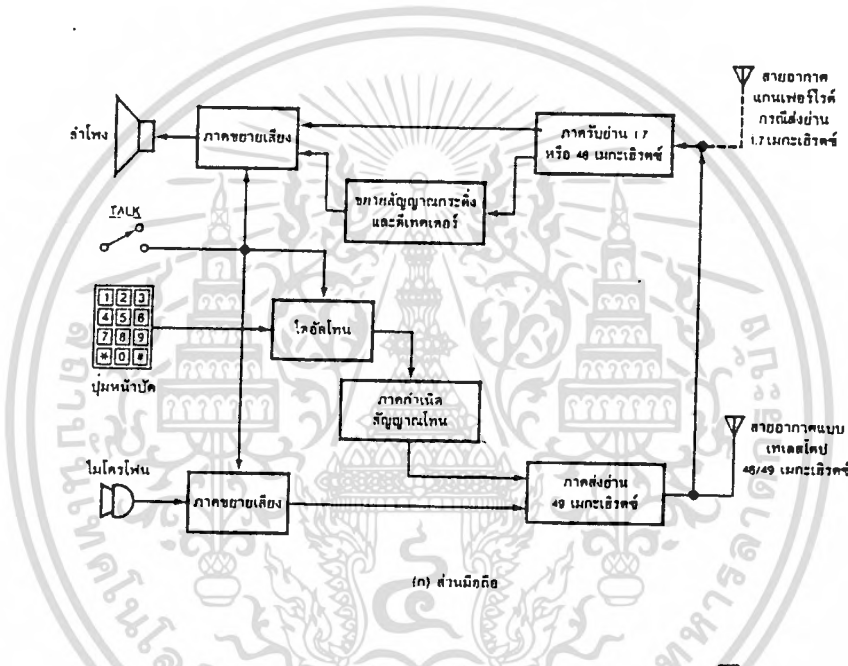 สายอากาศ
แกนเฟอร์ไรต์
กรณีส่งย่าน
1.7 เมกะเฮิรตซ์
ลำโพง
ภาคขยายเสียง
ภาครับย่าน 1.7
หรือ 46 เมกะเฮิรตซ์
ขยายสัญญาณกระดิ่ง
และดีเทคเตอร์
TALK
1 2 3
4 5 6
7 8 9
* 0 #
ปุ่มหน้าปัด
ไดอัลโทน
ภาคกำเนิด
สัญญาณโทน
สายอากาศแบบ
เทเลสโคป
46/49 เมกะเฮิรตซ์
ไมโครโฟน
ภาคขยายเสียง
ภาคส่งย่าน
49 เมกะเฮิรตซ์
(ก) ส่วนมือถือ